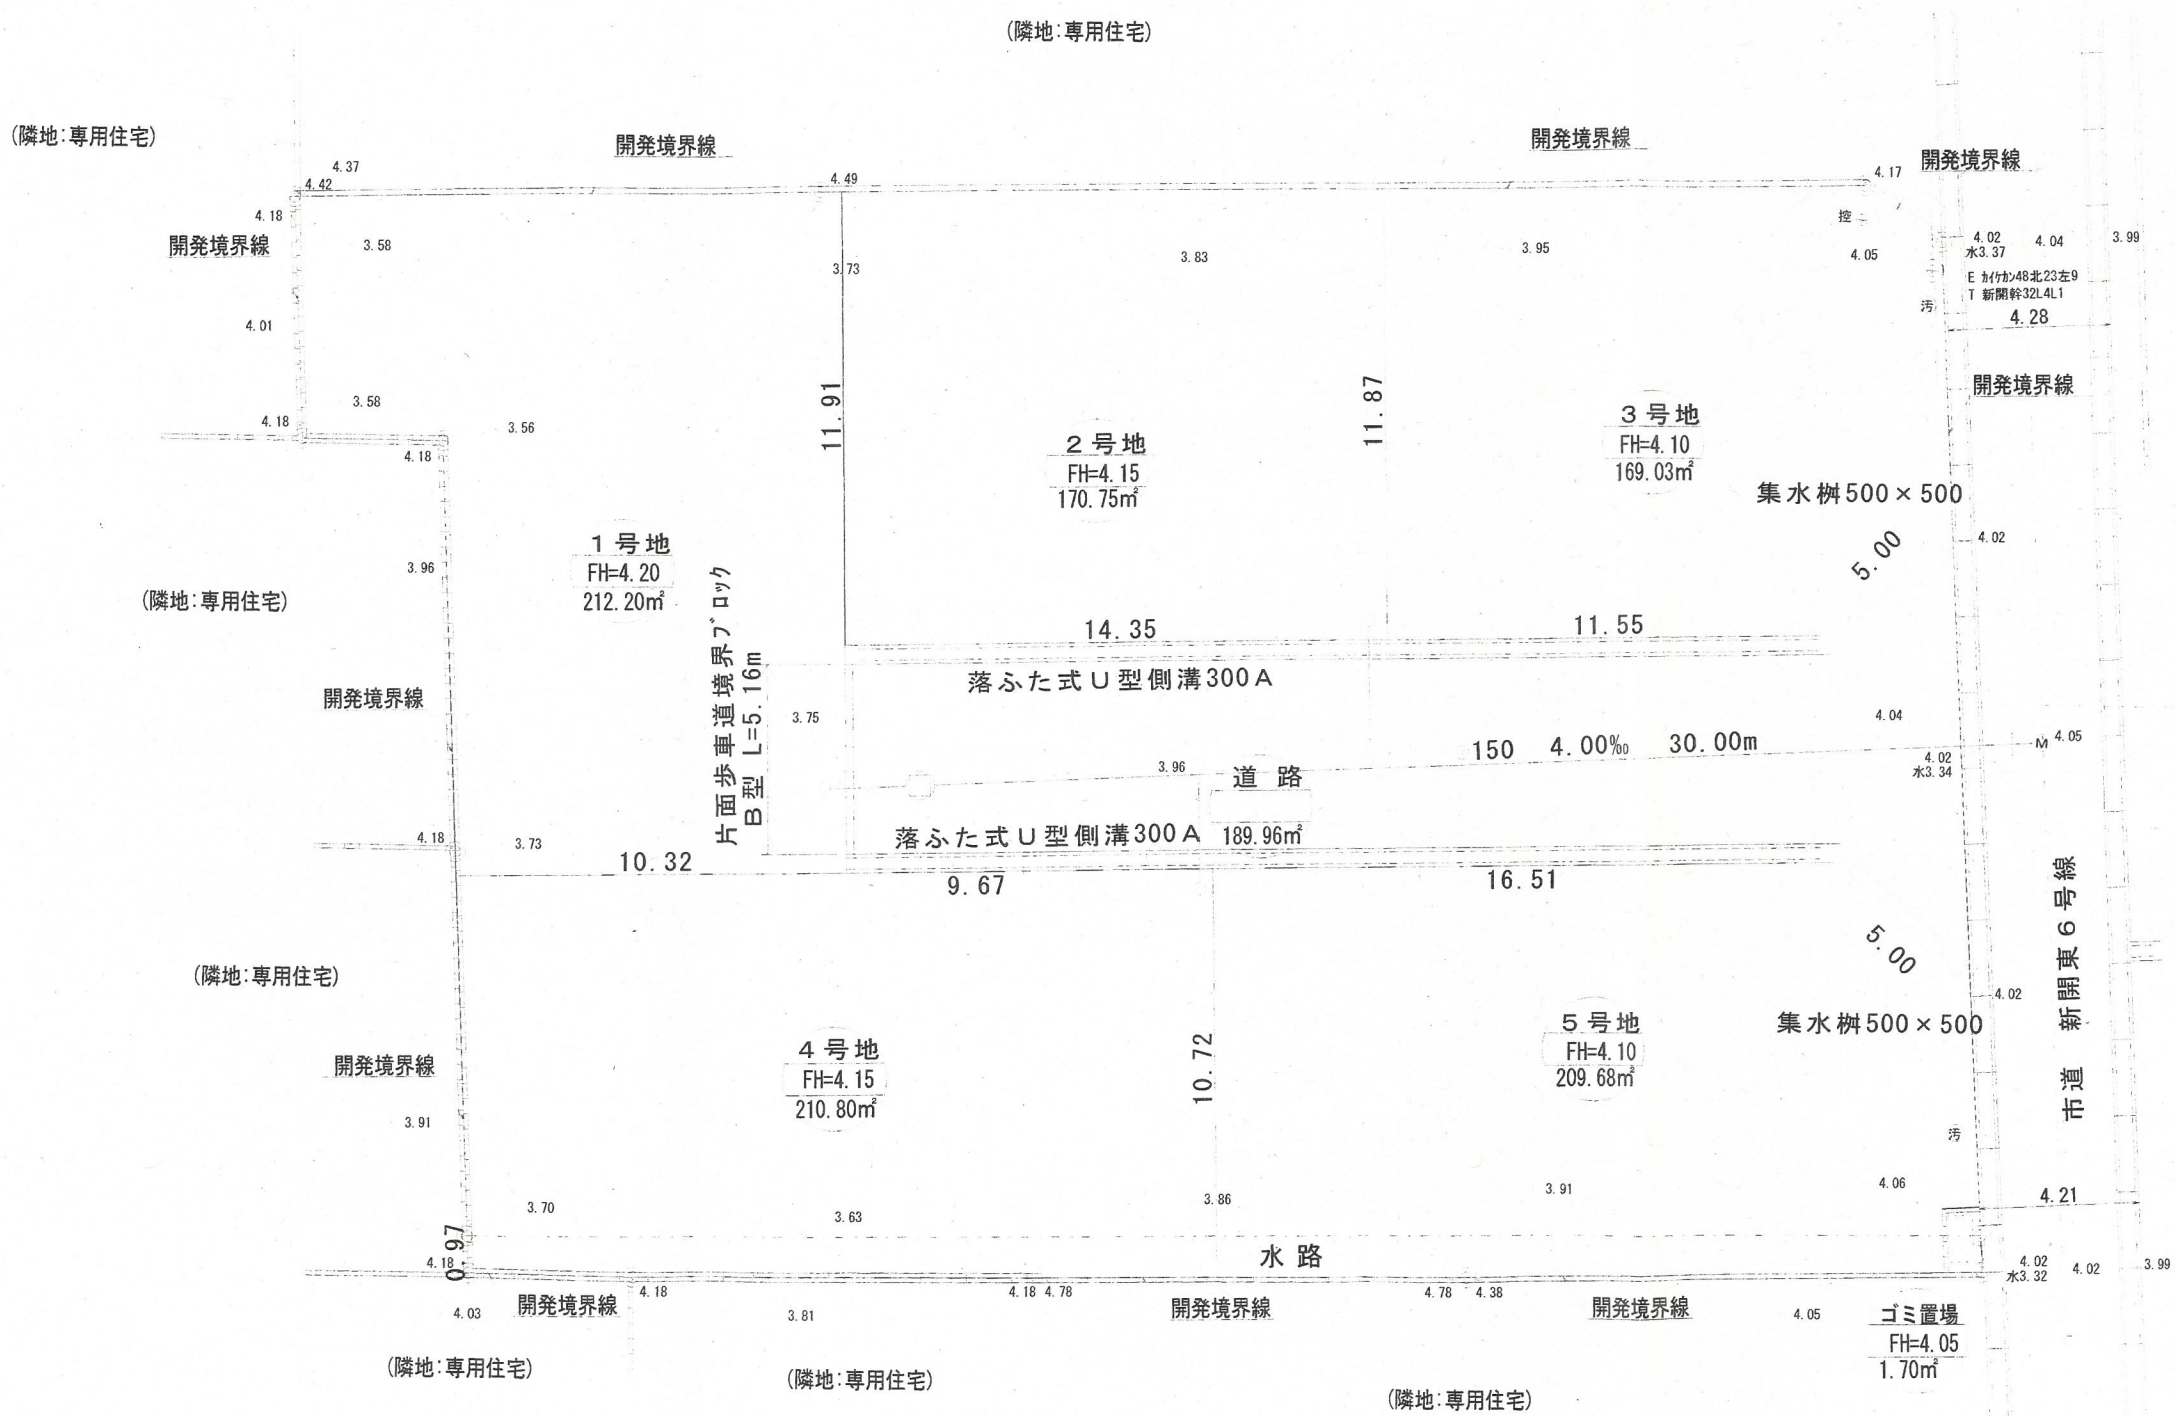 (隣地:専用住宅)
(隣地:専用住宅)
開発境界線
開発境界線
開発境界線
4.37
4.42
4.49
4.17
4.18
開発境界線
3.58
3.73
3.83
3.95
控
4.05
4.02
水3.37
4.04
3.99
E ｶｲｹｶﾝ48北23左9
T 新開幹32L4L1
汚
4.28
4.01
開発境界線
3.58
4.18
3.56
4.18
11.91
11.87
2号地
FH=4.15
170.75㎡
3号地
FH=4.10
169.03㎡
集水桝500×500
4.02
5.00
1号地
FH=4.20
212.20㎡
3.96
(隣地:専用住宅)
14.35
11.55
片面歩車道境界ﾌﾞﾛｯｸ
B型 L=5.16m
落ふた式U型側溝300A
開発境界線
3.75
4.04
150 4.00‰ 30.00m
M 4.05
4.02
水3.34
3.96
道路
189.96㎡
落ふた式U型側溝300A
4.18
3.73
10.32
9.67
16.51
市道 新開東6号線
5.00
(隣地:専用住宅)
4.02
集水桝500×500
4号地
FH=4.15
210.80㎡
10.72
5号地
FH=4.10
209.68㎡
開発境界線
3.91
汚
3.70
3.63
3.86
3.91
4.06
4.21
0.97
水路
4.18
4.02
水3.32
4.02
3.99
4.03
開発境界線
4.18
3.81
4.18 4.78
開発境界線
4.78 4.38
開発境界線
4.05
ゴミ置場
FH=4.05
1.70㎡
(隣地:専用住宅)
(隣地:専用住宅)
(隣地:専用住宅)